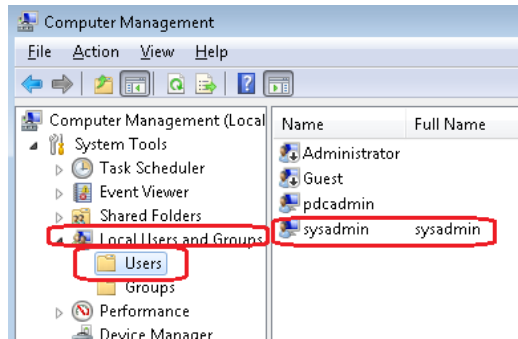 Computer Management
File Action View Help
Computer Management (Local
System Tools
Task Scheduler
Event Viewer
Shared Folders
Local Users and Groups
Users
Groups
Performance
Device Manager
Name Full Name
Administrator
Guest
pdcadmin
sysadmin sysadmin